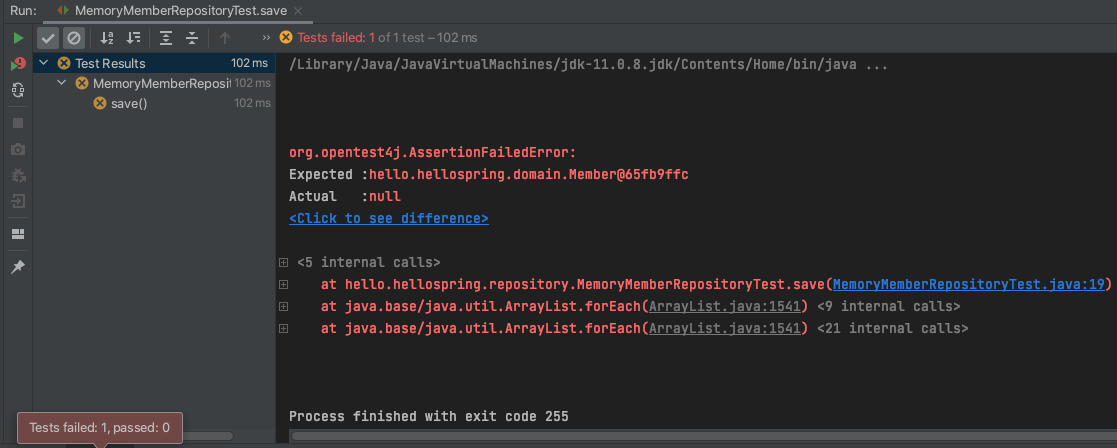 Run: MemoryMemberRepositoryTest.save
Tests failed: 1 of 1 test – 102 ms
Test Results 102 ms
MemoryMemberReposit 102 ms
save() 102 ms
/Library/Java/JavaVirtualMachines/jdk-11.0.8.jdk/Contents/Home/bin/java ...
org.opentest4j.AssertionFailedError:
Expected :hello.hellospring.domain.Member@65fb9ffc
Actual :null
<Click to see difference>
<5 internal calls>
at hello.hellospring.repository.MemoryMemberRepositoryTest.save(MemoryMemberRepositoryTest.java:19)
at java.base/java.util.ArrayList.forEach(ArrayList.java:1541) <9 internal calls>
at java.base/java.util.ArrayList.forEach(ArrayList.java:1541) <21 internal calls>
Process finished with exit code 255
Tests failed: 1, passed: 0